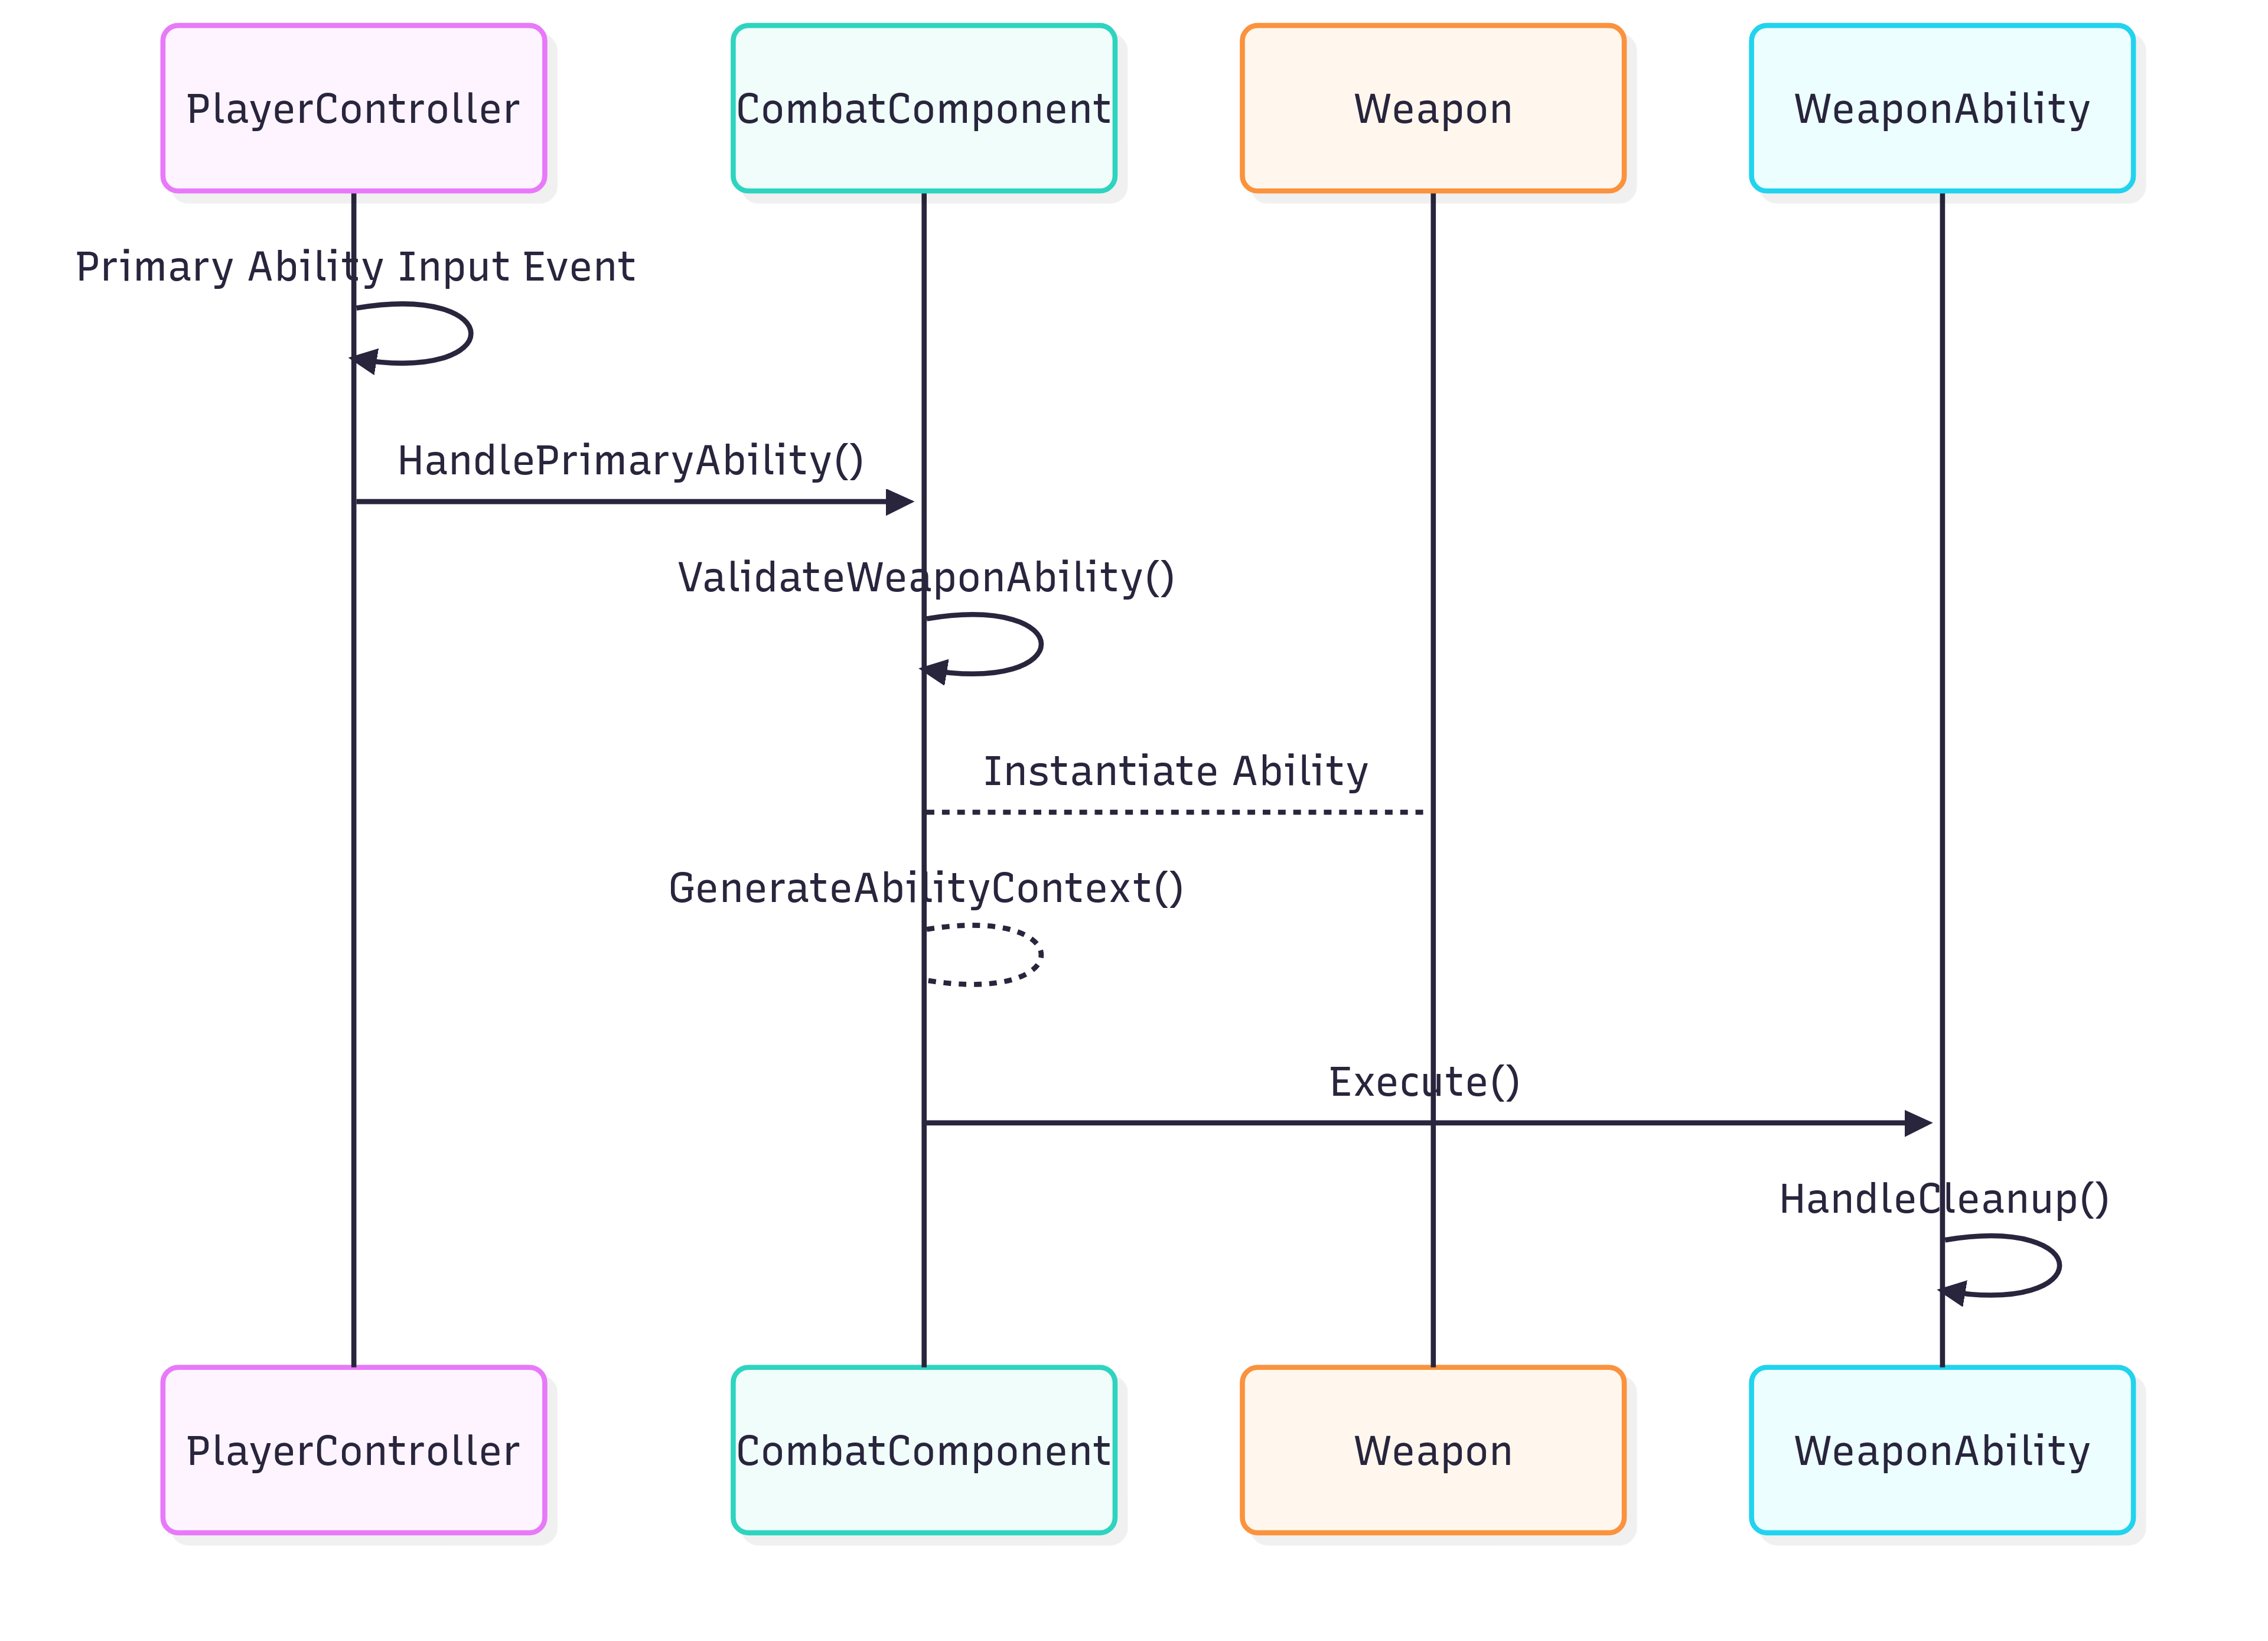 PlayerController
CombatComponent
Weapon
WeaponAbility
Primary Ability Input Event
HandlePrimaryAbility()
ValidateWeaponAbility()
Instantiate Ability
GenerateAbilityContext()
Execute()
HandleCleanup()
PlayerController
CombatComponent
Weapon
WeaponAbility